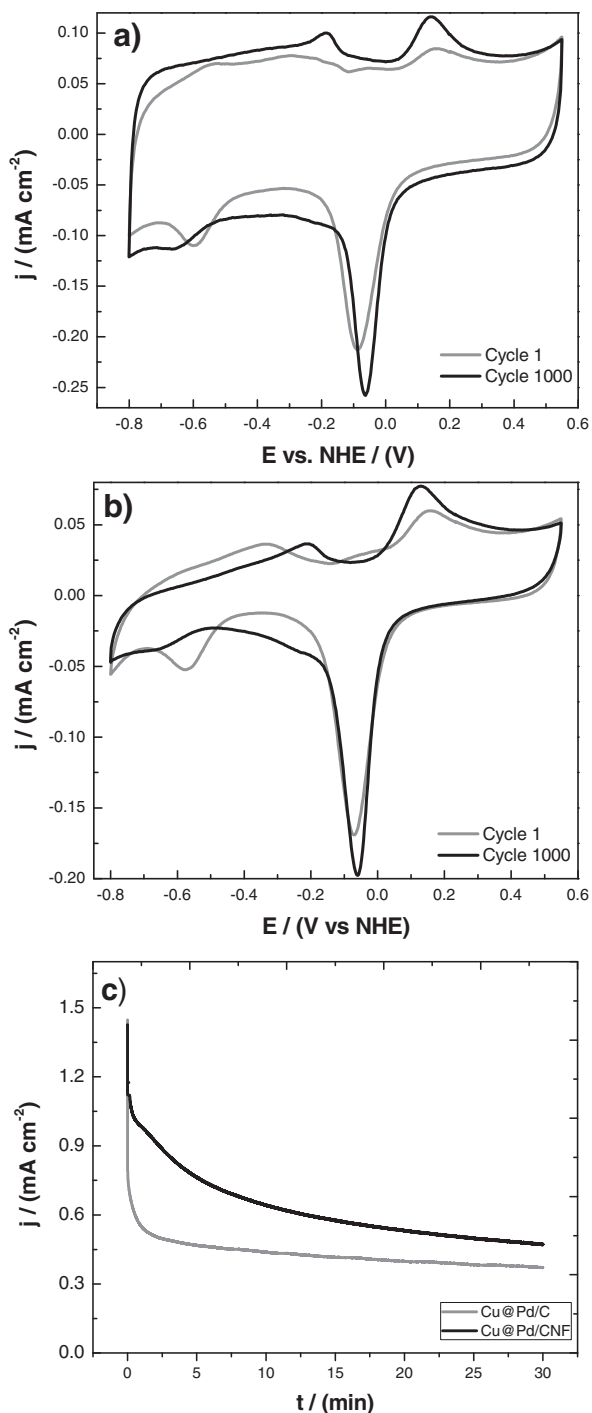 a)
0.10
0.05
0.00
-0.05
-0.10
-0.15
-0.20
-0.25
j / (mA cm-2)
Cycle 1
Cycle 1000
-0.8 -0.6 -0.4 -0.2 0.0 0.2 0.4 0.6
E vs. NHE / (V)
b)
0.05
0.00
-0.05
-0.10
-0.15
-0.20
j / (mA cm-2)
Cycle 1
Cycle 1000
-0.8 -0.6 -0.4 -0.2 0.0 0.2 0.4 0.6
E / (V vs NHE)
c)
1.5
1.2
0.9
0.6
0.3
0.0
j / (mA cm-2)
Cu@Pd/C
Cu@Pd/CNF
0 5 10 15 20 25 30
t / (min)